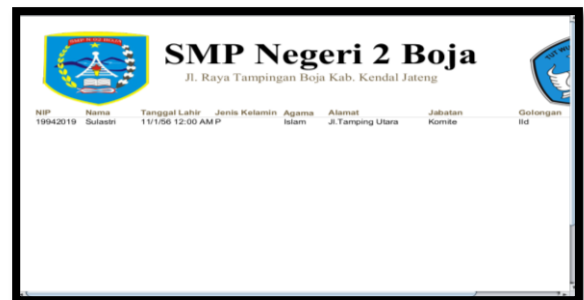 SMP Negeri 2 Boja
Jl. Raya Tampingan Boja Kab. Kendal Jateng
NIP Nama Tanggal Lahir Jenis Kelamin Agama Alamat Jabatan Golongan
19942019 Sulastri 11/1/56 12:00 AM P Islam Jl.Tamping Utara Komite IId